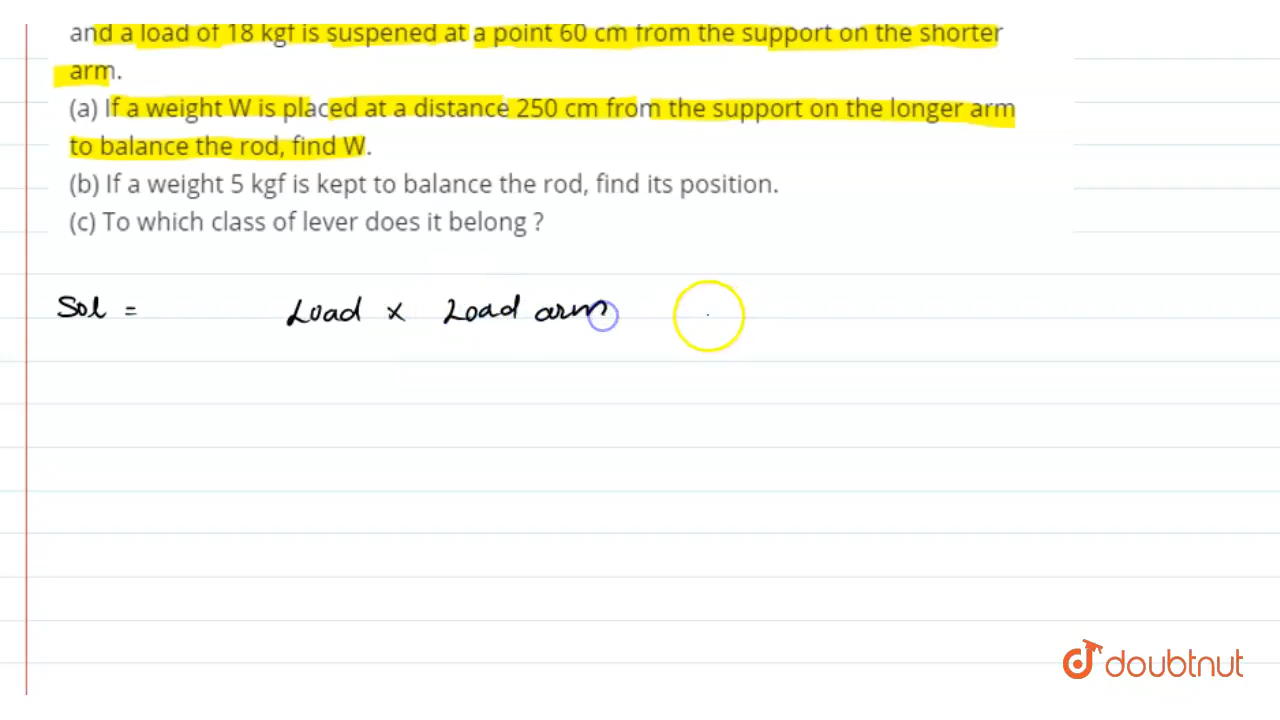 and a load of 18 kgf is suspened at a point 60 cm from the support on the shorter
arm.
(a) If a weight W is placed at a distance 250 cm from the support on the longer arm
to balance the rod, find W.
(b) If a weight 5 kgf is kept to balance the rod, find its position.
(c) To which class of lever does it belong ?
Sol = Load x Load arm
doubtnut